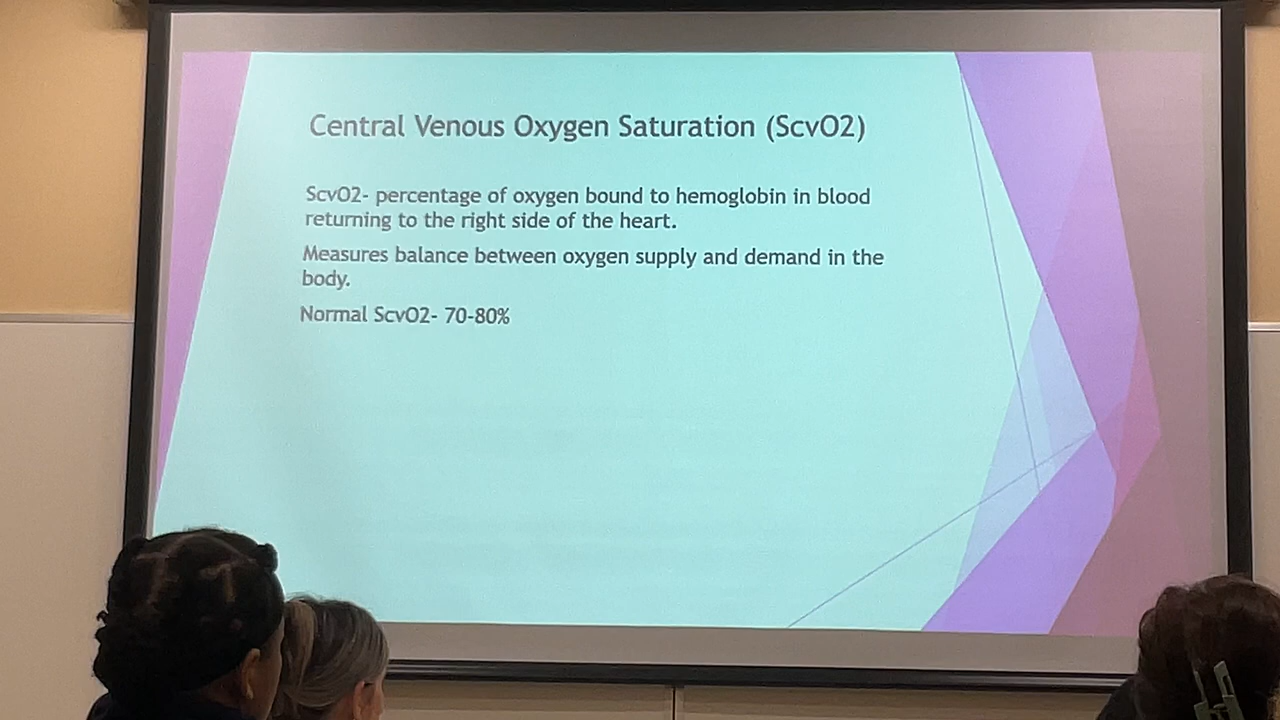 Central Venous Oxygen Saturation (ScvO2)
ScvO2- percentage of oxygen bound to hemoglobin in blood
returning to the right side of the heart.
Measures balance between oxygen supply and demand in the
body.
Normal ScvO2- 70-80%